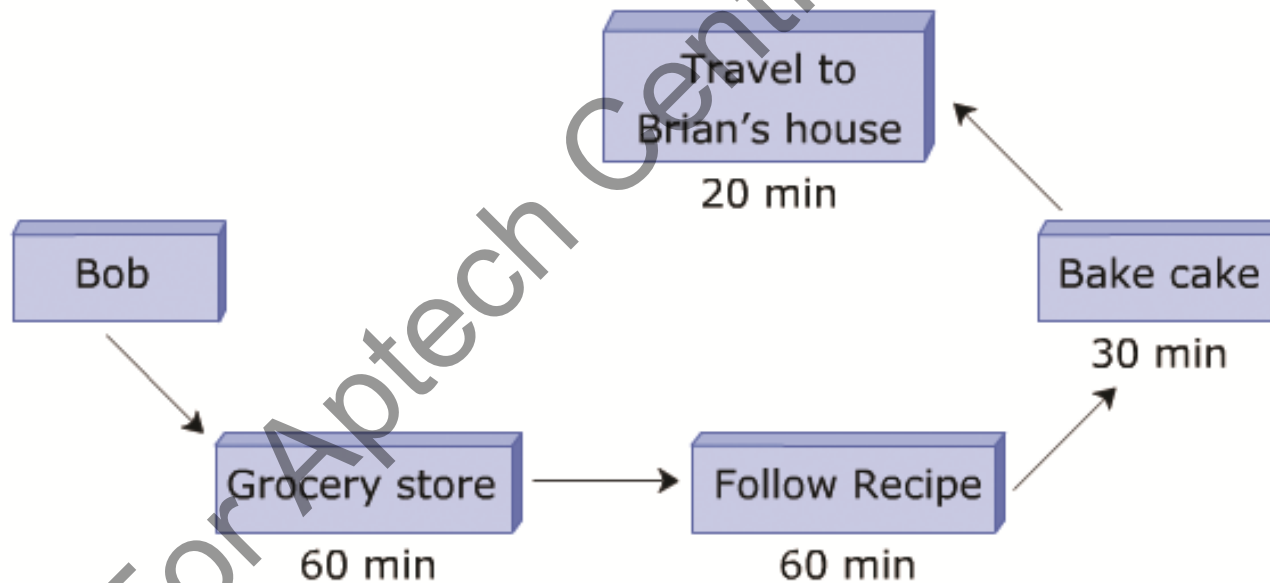 Travel to
Brian's house
20 min
Bob
Bake cake
30 min
Grocery store
60 min
Follow Recipe
60 min
For Aptech